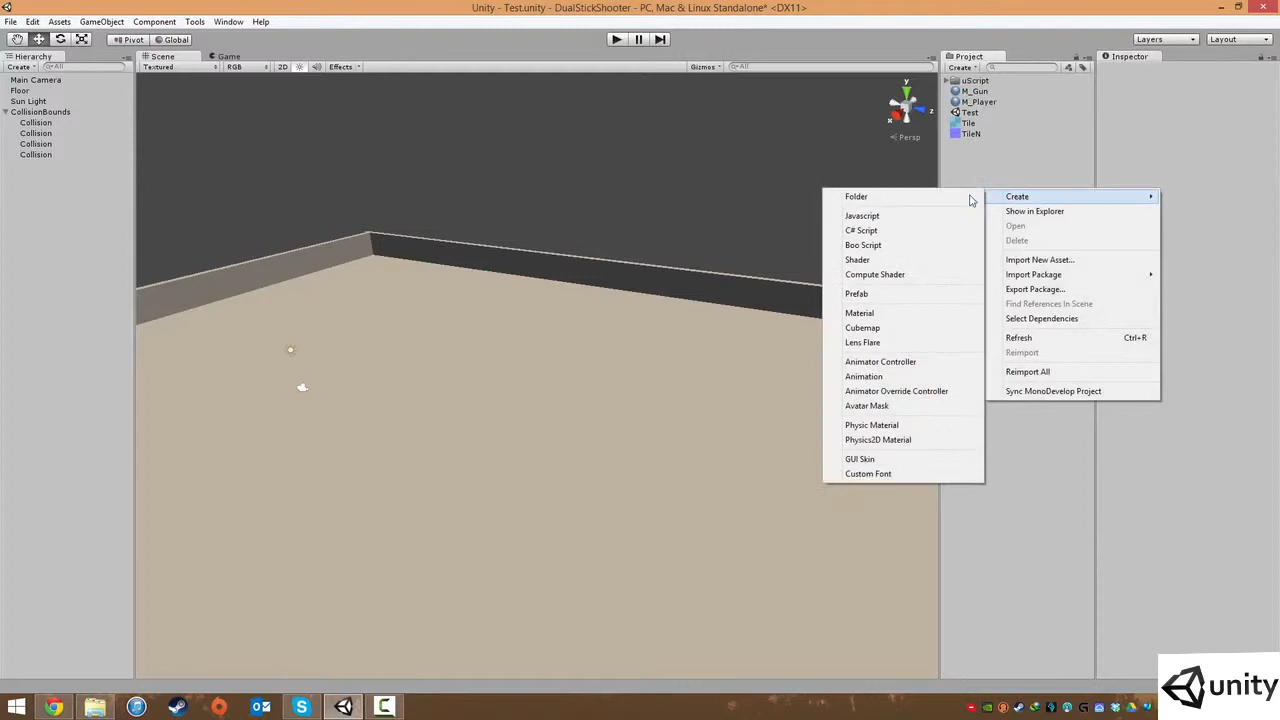 Unity - Test.unity - DualStickShooter - PC, Mac & Linux Standalone* <DX11>
File Edit Assets GameObject Component Tools Window Help
Pivot Global Layers Layout
Hierarchy Scene Game Project Inspector
Create All Textured RGB 2D Effects Gizmos All Create
Main Camera
Floor
Sun Light
CollisionBounds
Collision
Collision
Collision
Collision
y
x
z
Persp
uScript
M_Gun
M_Player
Test
Tile
TileN
Folder
Javascript
C# Script
Boo Script
Shader
Compute Shader
Prefab
Material
Cubemap
Lens Flare
Animator Controller
Animation
Animator Override Controller
Avatar Mask
Physic Material
Physics2D Material
GUI Skin
Custom Font
Create
Show in Explorer
Open
Delete
Import New Asset...
Import Package
Export Package...
Find References In Scene
Select Dependencies
Refresh Ctrl+R
Reimport
Reimport All
Sync MonoDevelop Project
unity